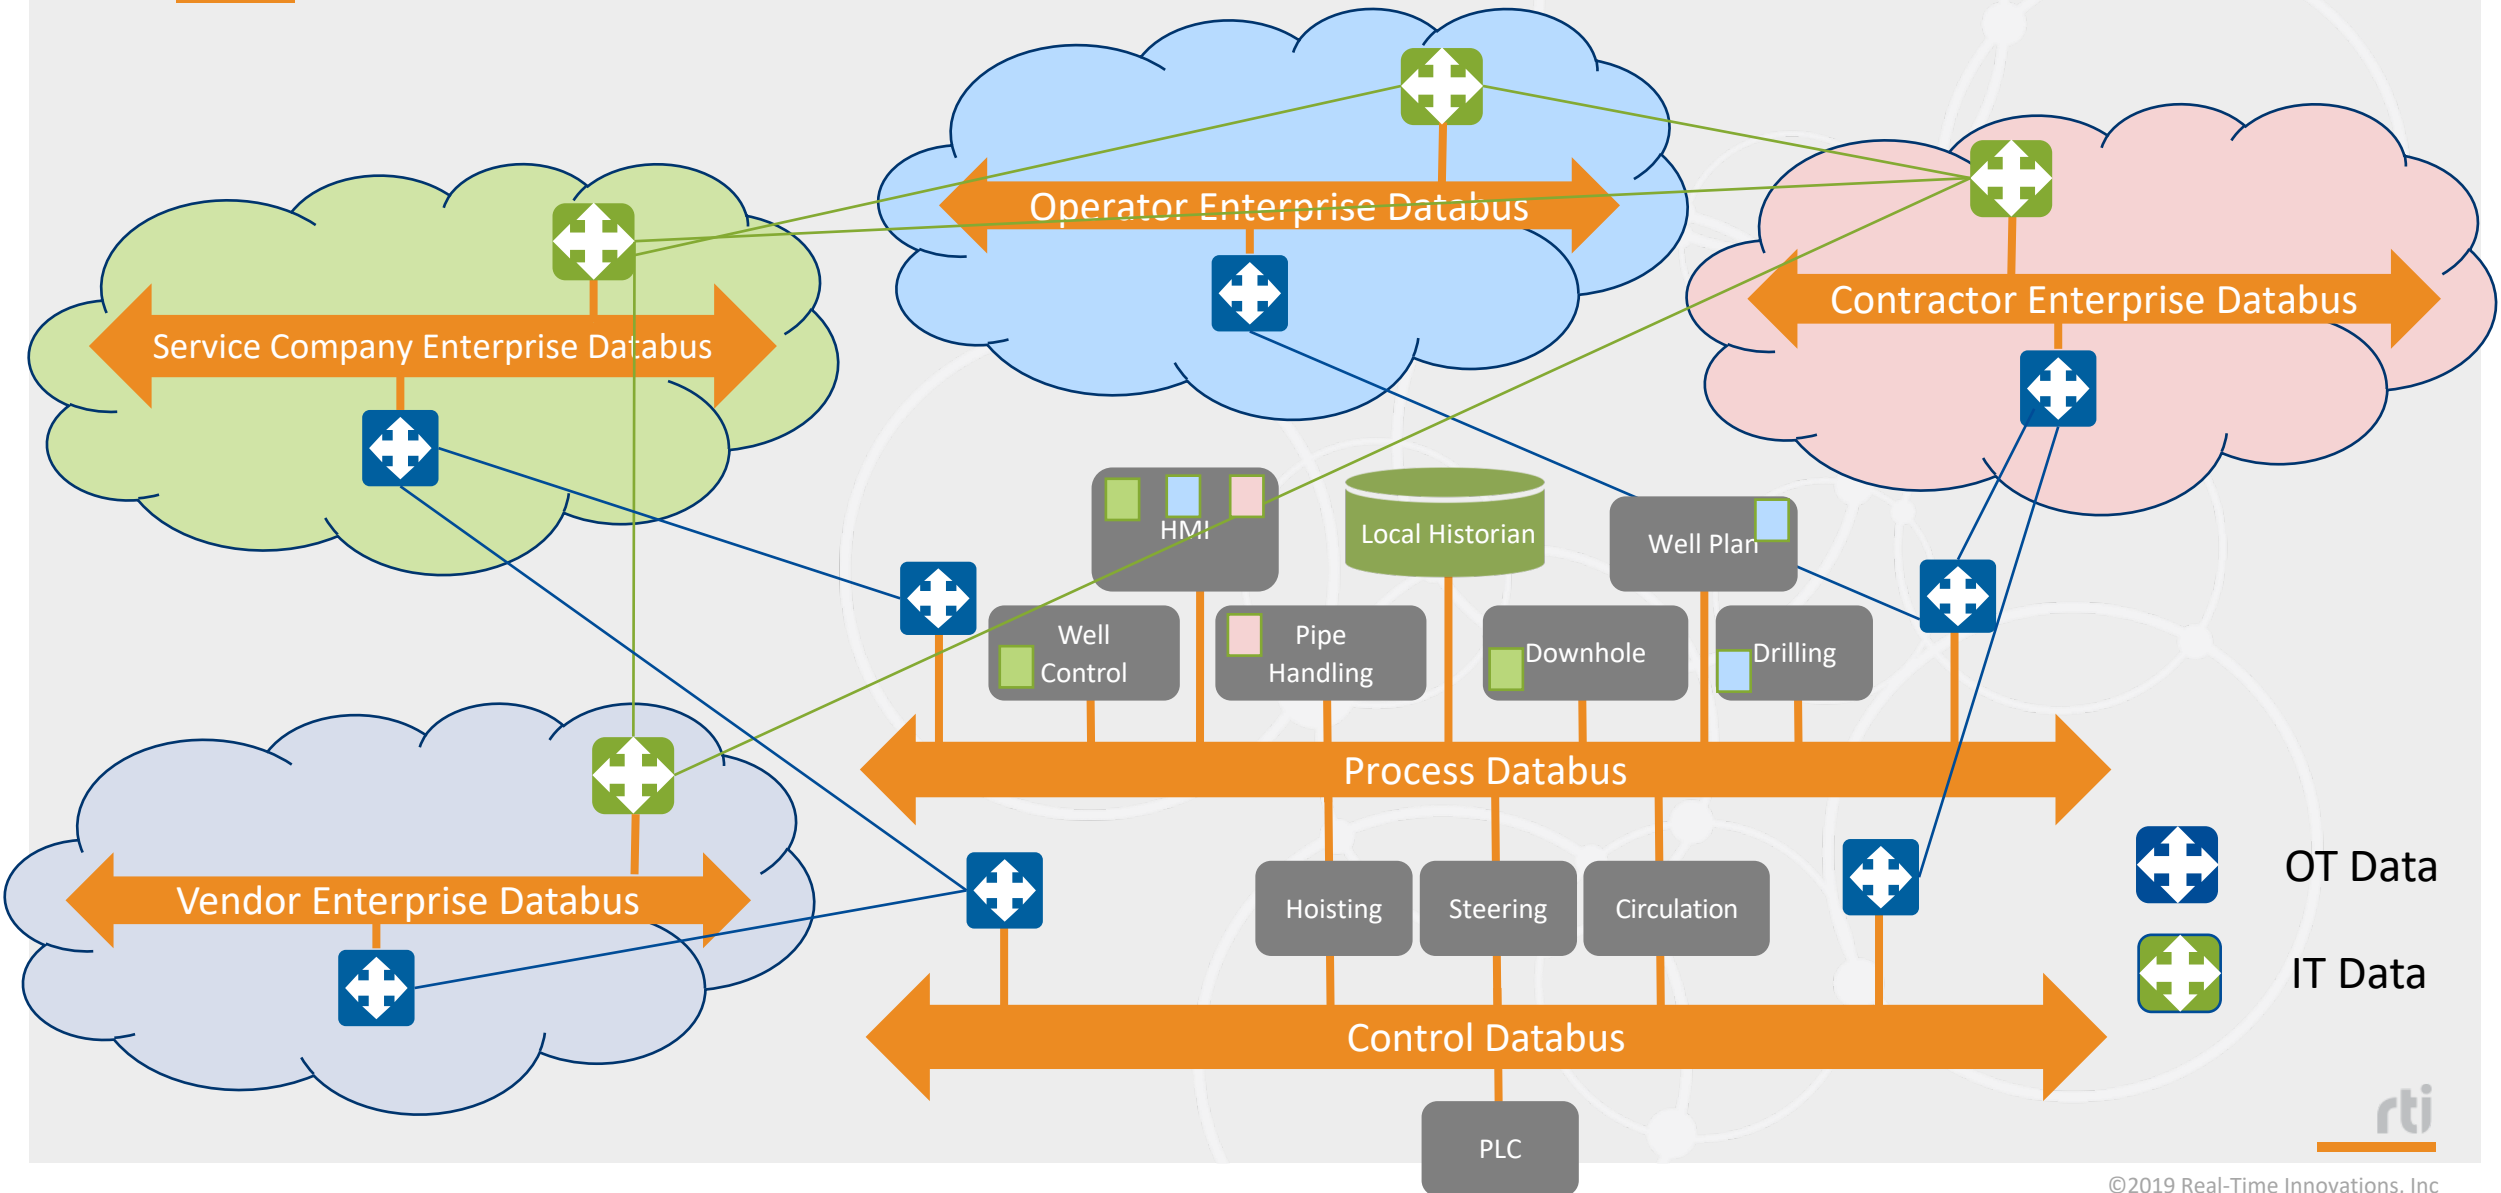 Operator Enterprise Databus
Contractor Enterprise Databus
Service Company Enterprise Databus
HMI
Local Historian
Well Plan
Well
Control
Pipe
Handling
Downhole
Drilling
Process Databus
Vendor Enterprise Databus
Hoisting
Steering
Circulation
OT Data
IT Data
Control Databus
PLC
rti
©2019 Real-Time Innovations, Inc